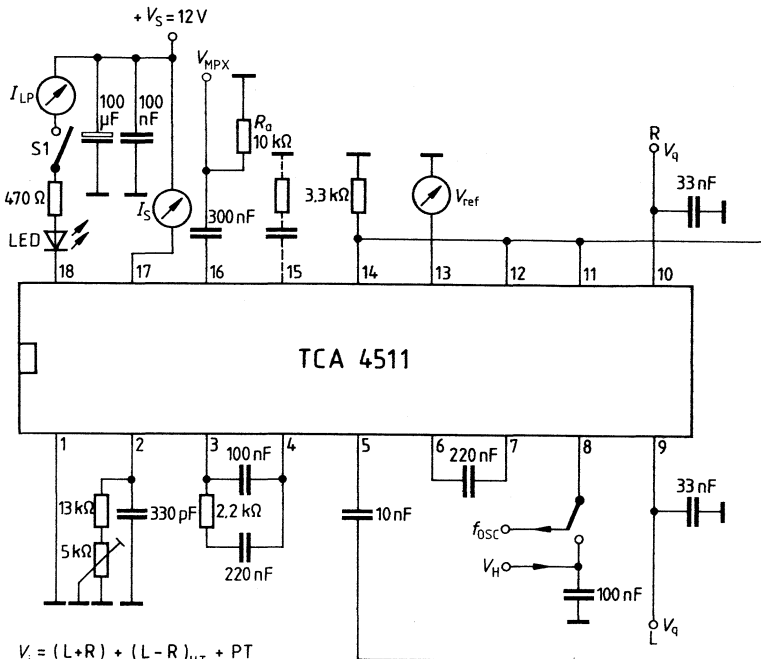 + V_S = 12 V
I_LP
100 µF
100 nF
V_MPX
R_a
10 kΩ
R
V_q
33 nF
S1
470 Ω
LED
I_S
300 nF
3,3 kΩ
V_ref
18
17
16
15
14
13
12
11
10
TCA 4511
1
2
3
4
5
6
7
8
9
13 kΩ
5 kΩ
330 pF
100 nF
2,2 kΩ
220 nF
10 nF
220 nF
f_OSC
V_H
100 nF
33 nF
V_q
L
V_i = (L+R) + (L-R)_HT + PT